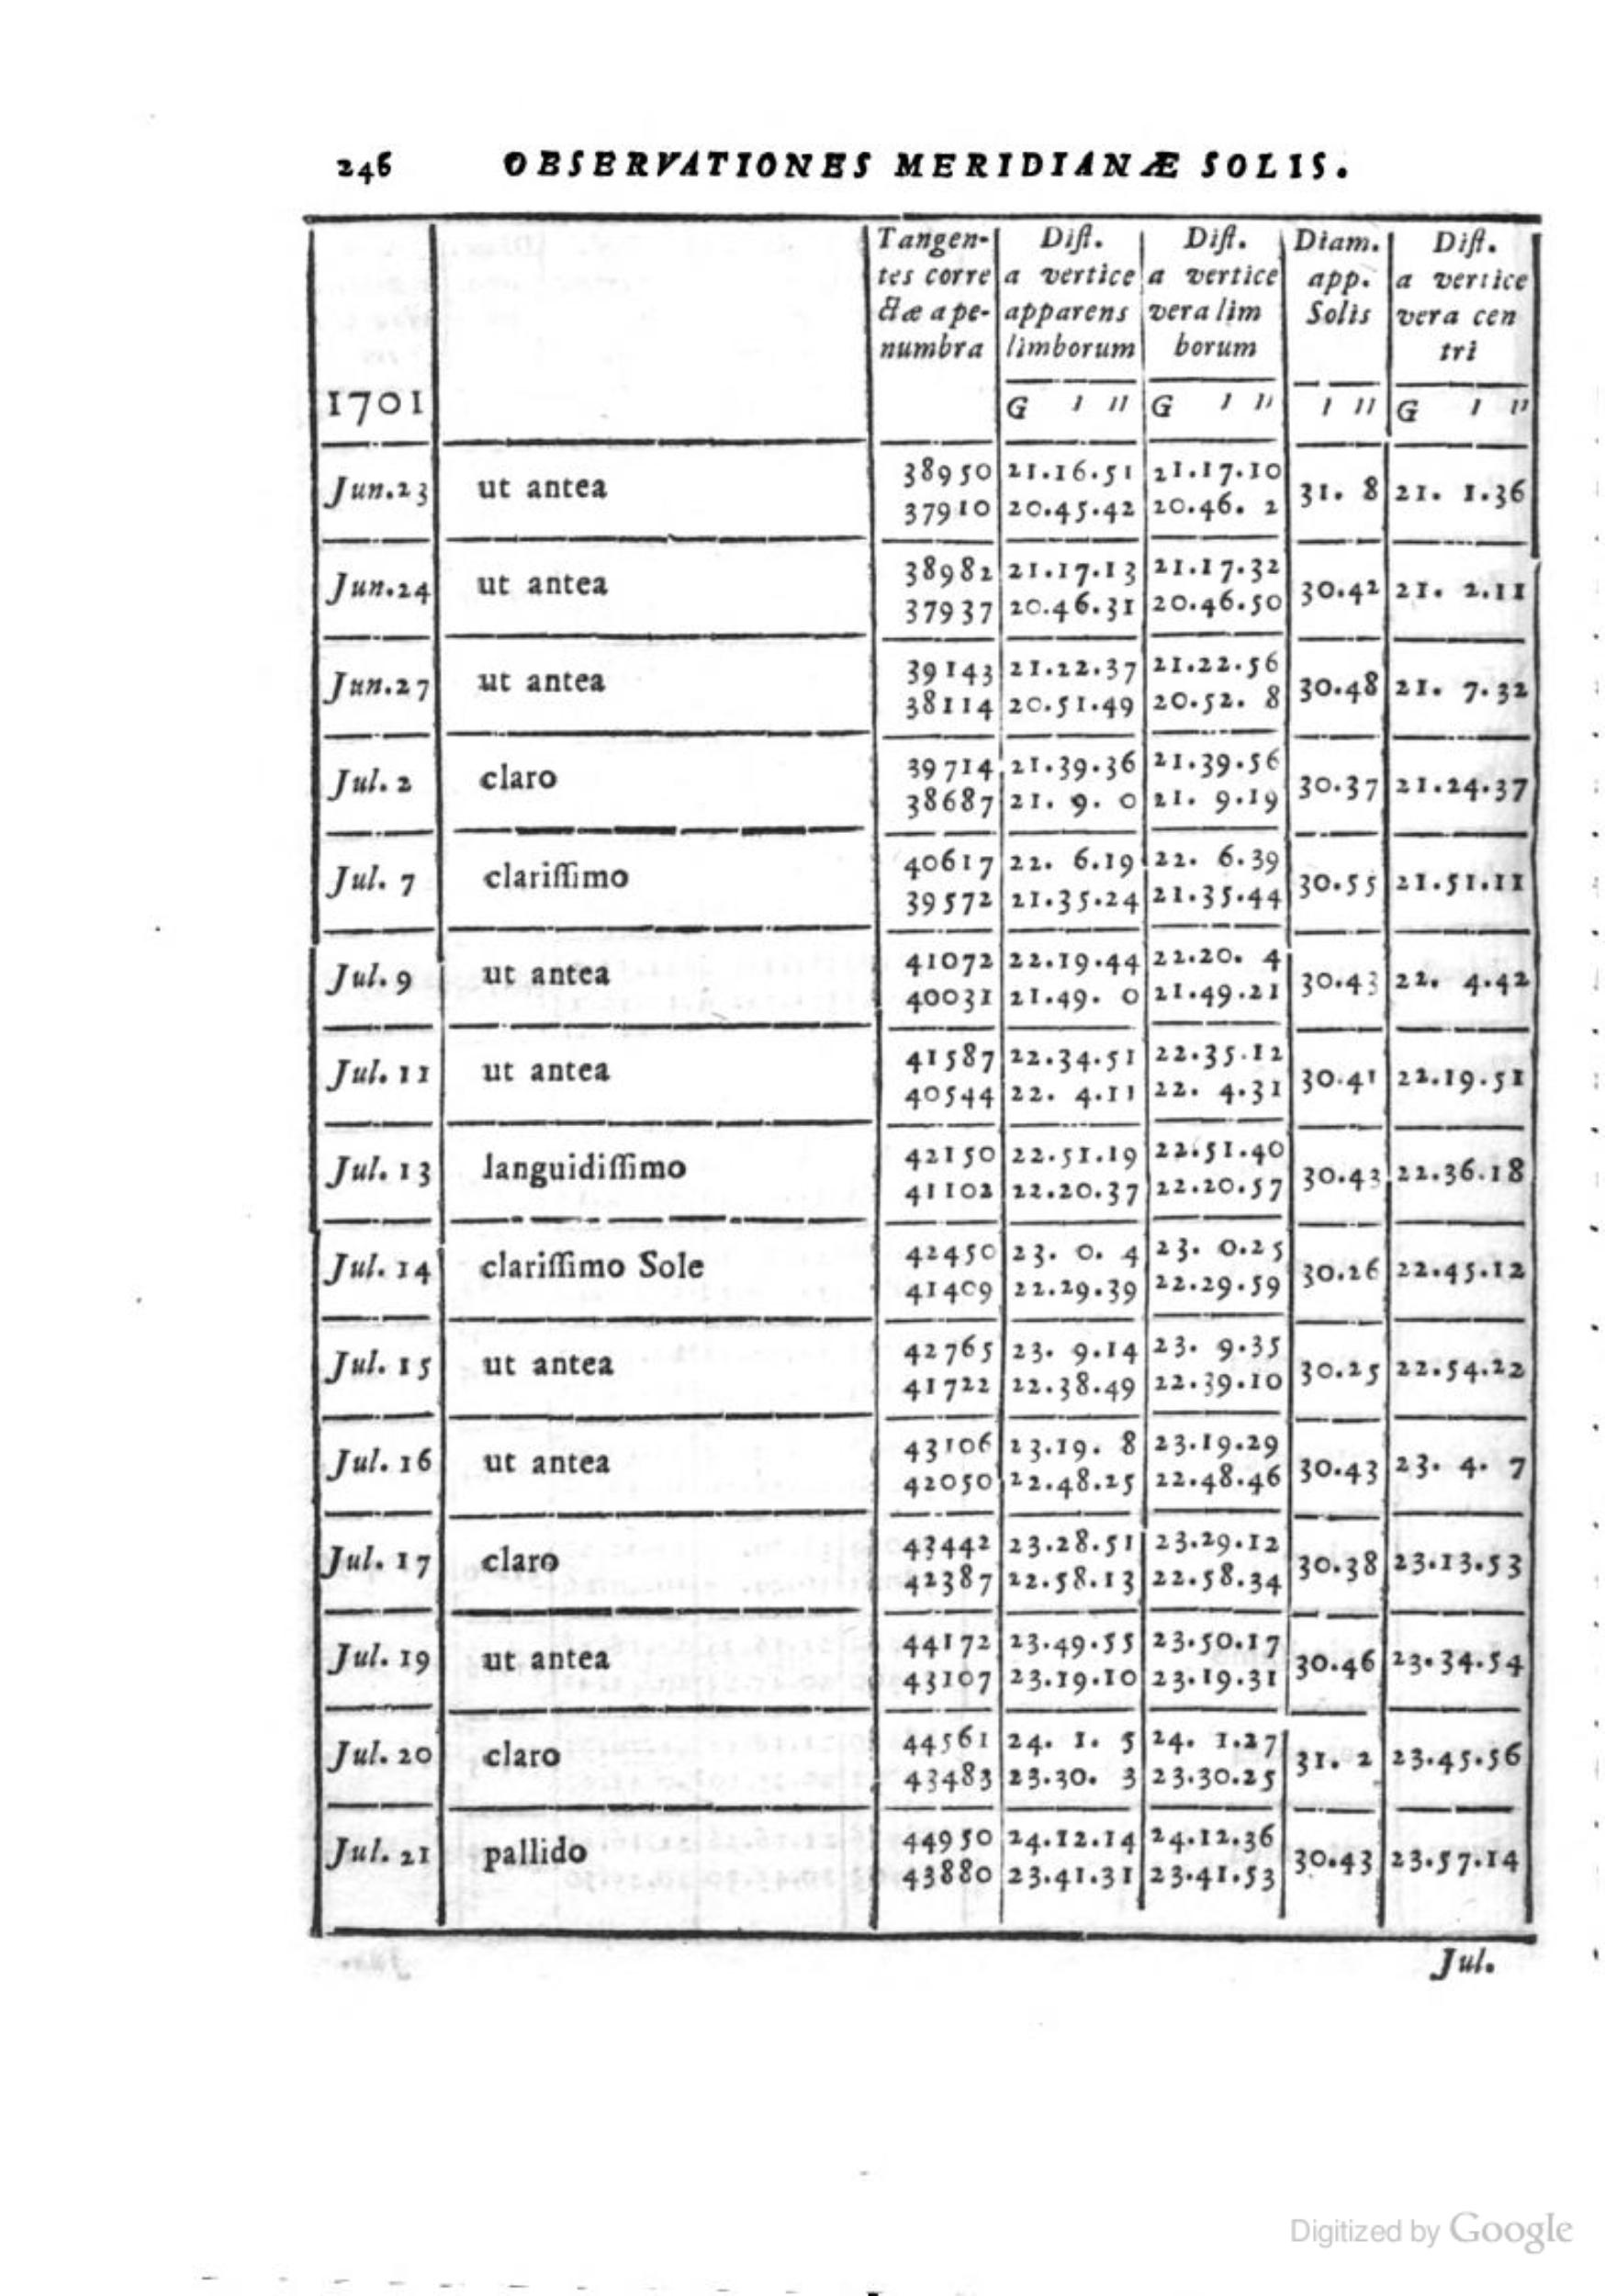 246 OBSERVATIONES MERIDIANÆ SOLIS.
1701
Tangen-
tes corre
ctæ a pe-
numbra
Dist.
a vertice
apparens
limborum
G I II
Dist.
a vertice
vera lim
borum
G I II
Diam.
app.
Solis
I II
Dist.
a vertice
vera cen
tri
G I II
Jun.23 ut antea 38950 21.16.51 21.17.10 31. 8 21. 1.36
37910 20.45.42 20.46. 2
Jun.24 ut antea 38982 21.17.13 21.17.32 30.42 21. 2.11
37937 20.46.31 20.46.50
Jun.27 ut antea 39143 21.22.37 21.22.56 30.48 21. 7.32
38114 20.51.49 20.52. 8
Jul. 2 claro 39714 21.39.36 21.39.56 30.37 21.24.37
38687 21. 9. 0 21. 9.19
Jul. 7 clarissimo 40617 22. 6.19 22. 6.39 30.55 21.51.11
39572 21.35.24 21.35.44
Jul. 9 ut antea 41072 22.19.44 22.20. 4 30.43 22. 4.42
40031 21.49. 0 21.49.21
Jul. 11 ut antea 41587 22.34.51 22.35.12 30.41 22.19.51
40544 22. 4.11 22. 4.31
Jul. 13 languidissimo 42150 22.51.19 22.51.40 30.43 22.36.18
41102 22.20.37 22.20.57
Jul. 14 clarissimo Sole 42450 23. 0. 4 23. 0.25 30.26 22.45.12
41409 22.29.39 22.29.59
Jul. 15 ut antea 42765 23. 9.14 23. 9.35 30.25 22.54.22
41722 22.38.49 22.39.10
Jul. 16 ut antea 43106 23.19. 8 23.19.29 30.43 23. 4. 7
42050 22.48.25 22.48.46
Jul. 17 claro 43442 23.28.51 23.29.12 30.38 23.13.53
42387 22.58.13 22.58.34
Jul. 19 ut antea 44172 23.49.55 23.50.17 30.46 23.34.54
43107 23.19.10 23.19.31
Jul. 20 claro 44561 24. 1. 5 24. 1.27 31. 2 23.45.56
43483 23.30. 3 23.30.25
Jul. 21 pallido 44950 24.12.14 24.12.36 30.43 23.57.14
43880 23.41.31 23.41.53
Jul.
Digitized by Google